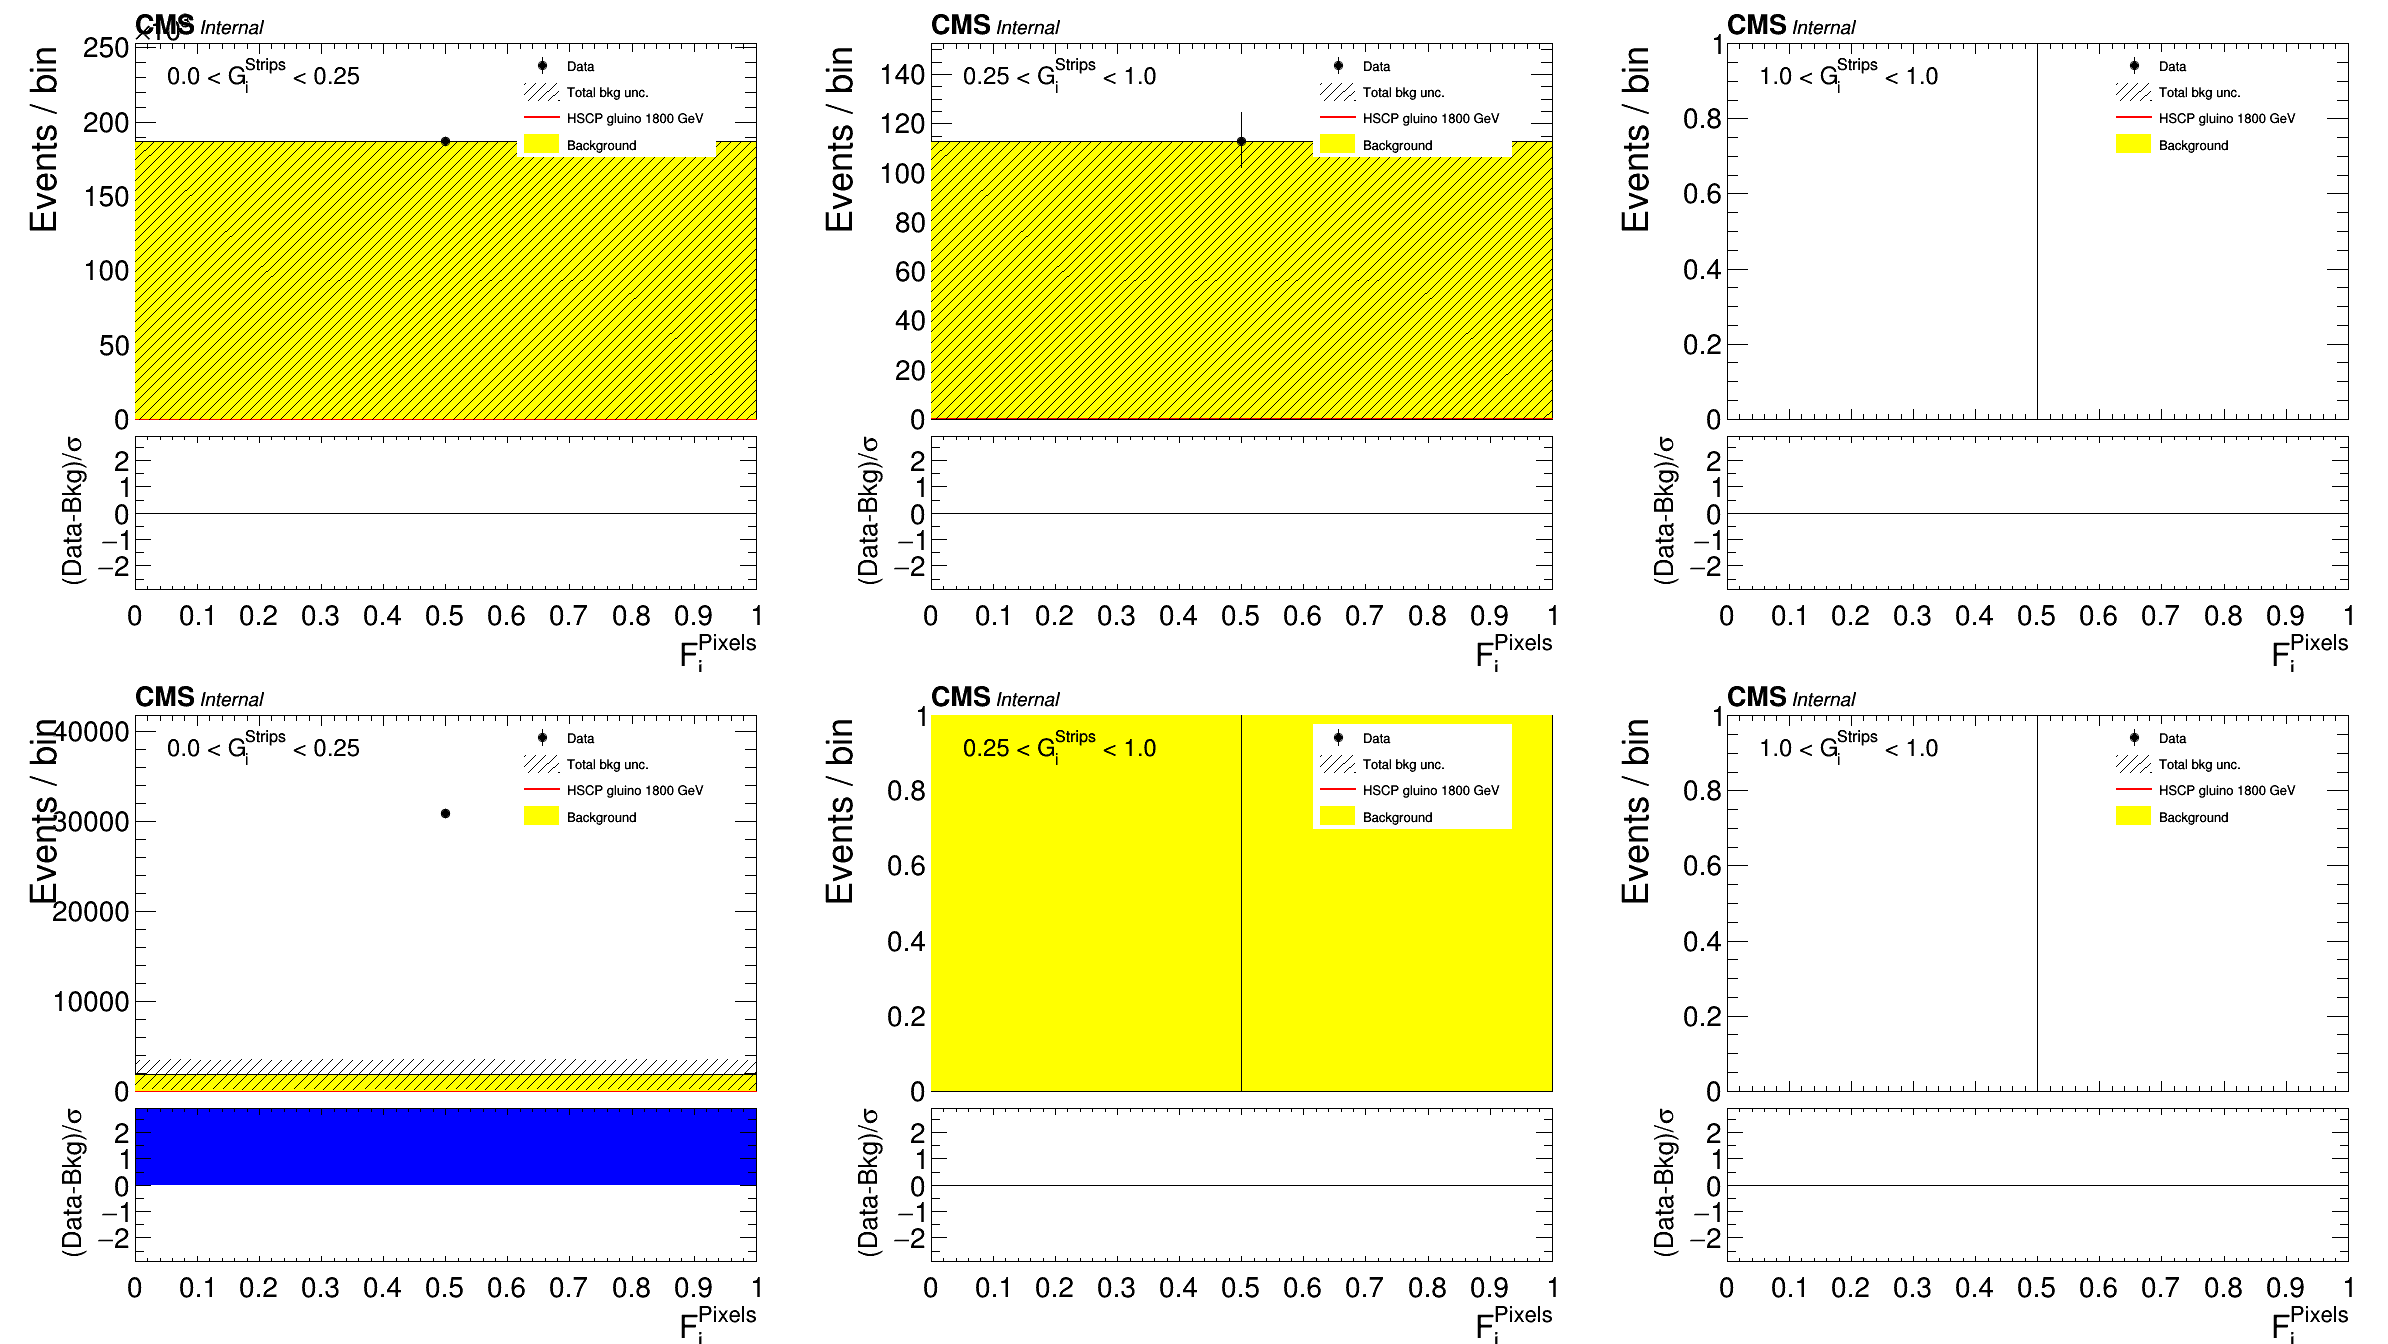 CMS Internal
×10³
Events / bin
250
200
150
100
50
0
0.0 < G_i^Strips < 0.25
Data
Total bkg unc.
HSCP gluino 1800 GeV
Background
(Data-Bkg)/σ
2
1
0
−1
−2
0 0.1 0.2 0.3 0.4 0.5 0.6 0.7 0.8 0.9 1
F_i^Pixels
CMS Internal
Events / bin
140
120
100
80
60
40
20
0
0.25 < G_i^Strips < 1.0
Data
Total bkg unc.
HSCP gluino 1800 GeV
Background
(Data-Bkg)/σ
2
1
0
−1
−2
0 0.1 0.2 0.3 0.4 0.5 0.6 0.7 0.8 0.9 1
F_i^Pixels
CMS Internal
Events / bin
1
0.8
0.6
0.4
0.2
0
1.0 < G_i^Strips < 1.0
Data
Total bkg unc.
HSCP gluino 1800 GeV
Background
(Data-Bkg)/σ
2
1
0
−1
−2
0 0.1 0.2 0.3 0.4 0.5 0.6 0.7 0.8 0.9 1
F_i^Pixels
CMS Internal
Events / bin
40000
30000
20000
10000
0
0.0 < G_i^Strips < 0.25
Data
Total bkg unc.
HSCP gluino 1800 GeV
Background
(Data-Bkg)/σ
2
1
0
−1
−2
0 0.1 0.2 0.3 0.4 0.5 0.6 0.7 0.8 0.9 1
F_i^Pixels
CMS Internal
Events / bin
1
0.8
0.6
0.4
0.2
0
0.25 < G_i^Strips < 1.0
Data
Total bkg unc.
HSCP gluino 1800 GeV
Background
(Data-Bkg)/σ
2
1
0
−1
−2
0 0.1 0.2 0.3 0.4 0.5 0.6 0.7 0.8 0.9 1
F_i^Pixels
CMS Internal
Events / bin
1
0.8
0.6
0.4
0.2
0
1.0 < G_i^Strips < 1.0
Data
Total bkg unc.
HSCP gluino 1800 GeV
Background
(Data-Bkg)/σ
2
1
0
−1
−2
0 0.1 0.2 0.3 0.4 0.5 0.6 0.7 0.8 0.9 1
F_i^Pixels